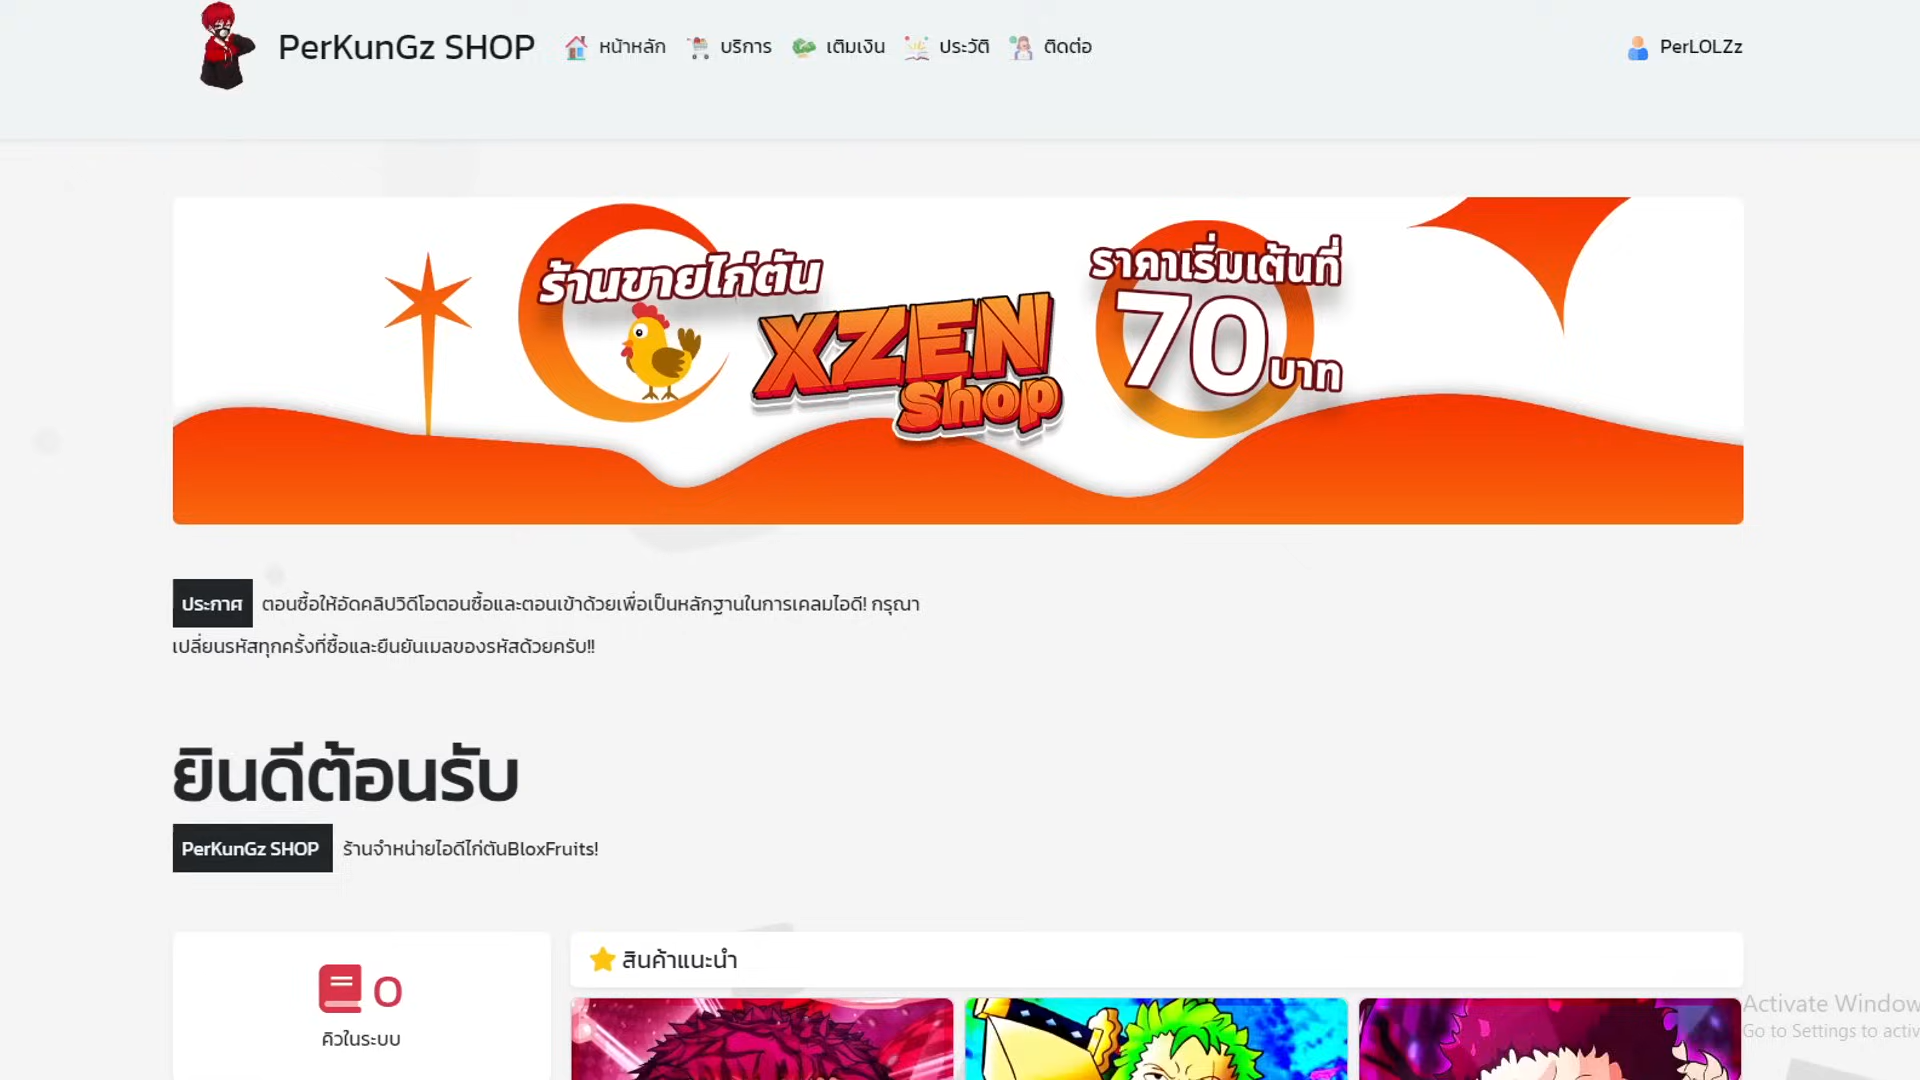 PerKunGz SHOP
หน้าหลัก
บริการ
เติมเงิน
ประวัติ
ติดต่อ
PerLOLZz
ร้านขายไก่ตัน
XZEN
Shop
ราคาเริ่มเต้นที่
70บาท
ประกาศ ตอนซื้อให้อัดคลิปวิดีโอตอนซื้อและตอนเข้าด้วยเพื่อเป็นหลักฐานในการเคลมไอดี! กรุณา
เปลี่ยนรหัสทุกครั้งที่ซื้อและยืนยันเมลของรหัสด้วยครับ!!
ยินดีต้อนรับ
PerKunGz SHOP ร้านจำหน่ายไอดีไก่ตันBloxFruits!
0
คิวในระบบ
สินค้าแนะนำ
Activate Window
Go to Settings to activ